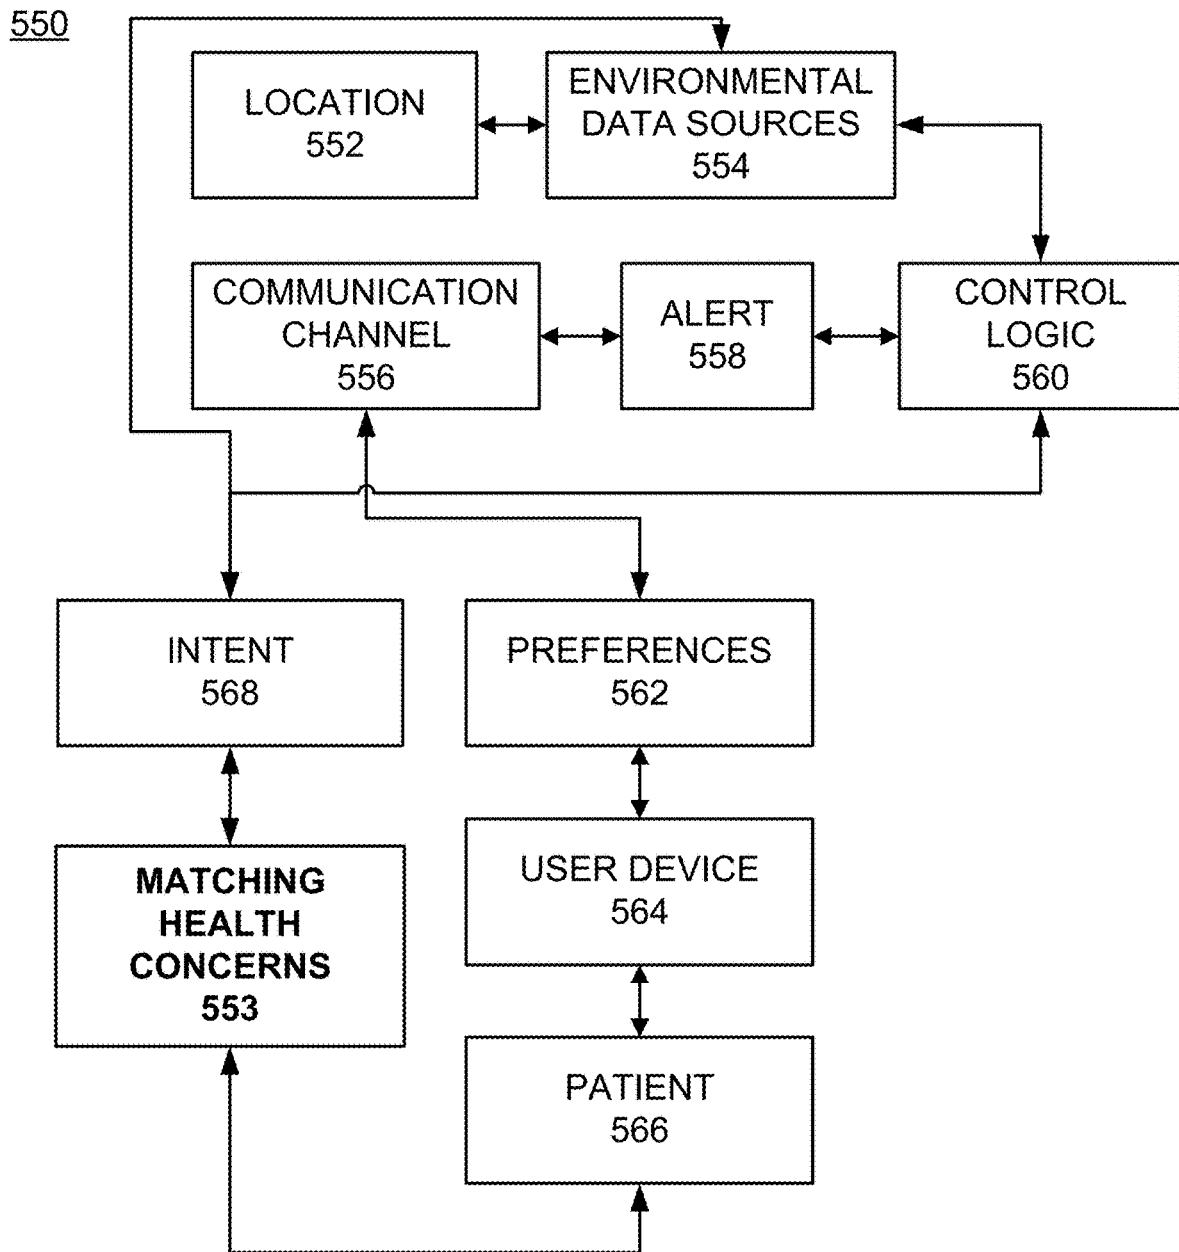 550
LOCATION
552
ENVIRONMENTAL
DATA SOURCES
554
COMMUNICATION
CHANNEL
556
ALERT
558
CONTROL
LOGIC
560
INTENT
568
PREFERENCES
562
MATCHING
HEALTH
CONCERNS
553
USER DEVICE
564
PATIENT
566